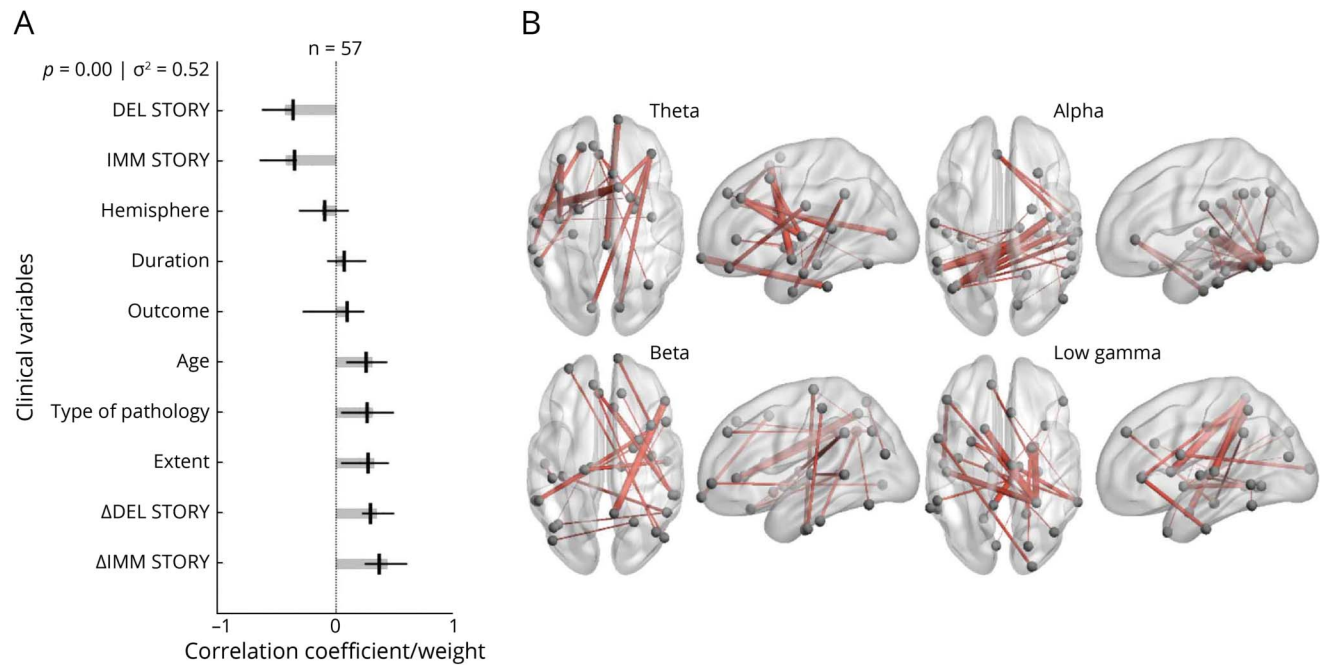 A
B
n = 57
p = 0.00 | σ² = 0.52
DEL STORY
IMM STORY
Hemisphere
Duration
Outcome
Age
Type of pathology
Extent
ΔDEL STORY
ΔIMM STORY
Clinical variables
−1 0 1
Correlation coefficient/weight
Theta
Alpha
Beta
Low gamma